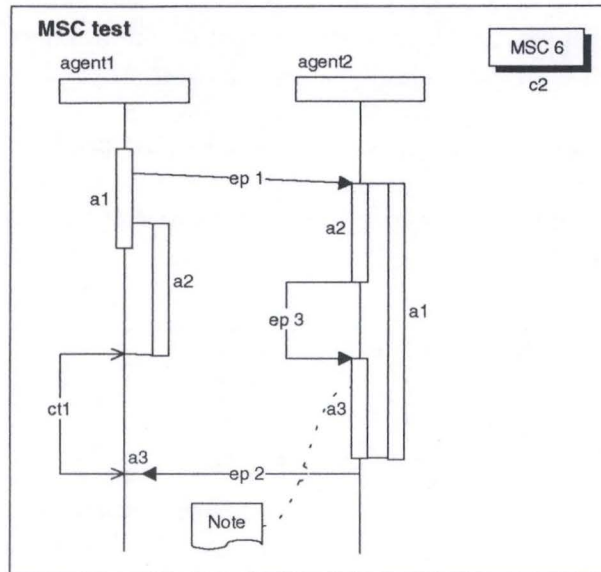 MSC test
MSC 6
c2
agent1
agent2
ep 1
a1
a2
a2
a1
ep 3
ct1
a3
a3
ep 2
Note